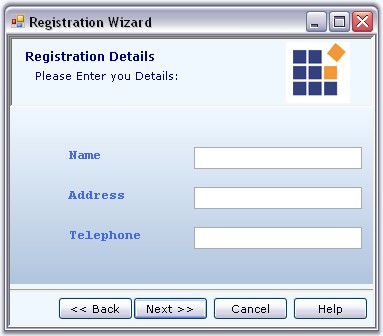 Registration Wizard
Registration Details
Please Enter you Details:
Name
Address
Telephone
<< Back Next >> Cancel Help